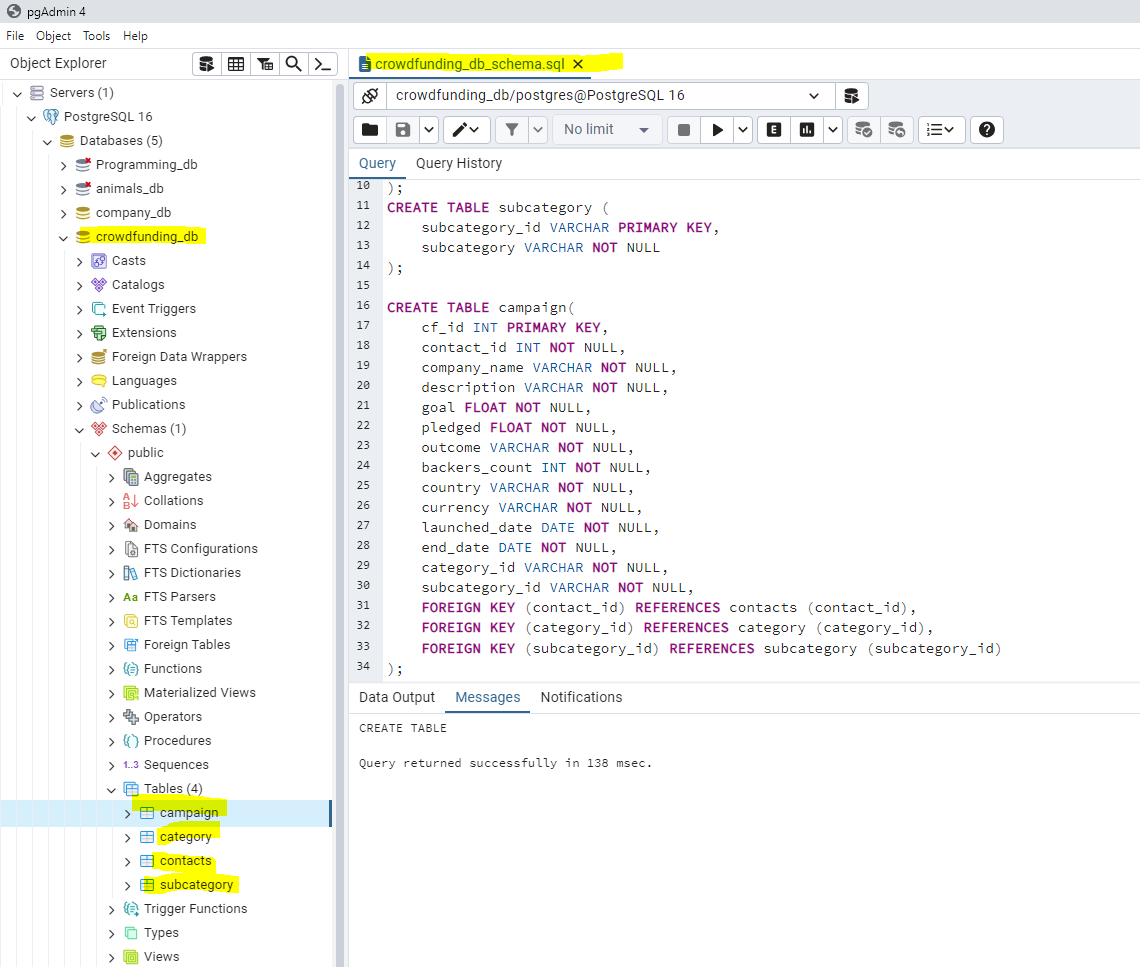 pgAdmin 4
File Object Tools Help
Object Explorer
Servers (1)
PostgreSQL 16
Databases (5)
Programming_db
animals_db
company_db
crowdfunding_db
Casts
Catalogs
Event Triggers
Extensions
Foreign Data Wrappers
Languages
Publications
Schemas (1)
public
Aggregates
Collations
Domains
FTS Configurations
FTS Dictionaries
Aa FTS Parsers
FTS Templates
Foreign Tables
Functions
Materialized Views
Operators
Procedures
1..3 Sequences
Tables (4)
campaign
category
contacts
subcategory
Trigger Functions
Types
Views
crowdfunding_db_schema.sql
crowdfunding_db/postgres@PostgreSQL 16
No limit
E
Query Query History
10 );
11 CREATE TABLE subcategory (
12 subcategory_id VARCHAR PRIMARY KEY,
13 subcategory VARCHAR NOT NULL
14 );
15
16 CREATE TABLE campaign(
17 cf_id INT PRIMARY KEY,
18 contact_id INT NOT NULL,
19 company_name VARCHAR NOT NULL,
20 description VARCHAR NOT NULL,
21 goal FLOAT NOT NULL,
22 pledged FLOAT NOT NULL,
23 outcome VARCHAR NOT NULL,
24 backers_count INT NOT NULL,
25 country VARCHAR NOT NULL,
26 currency VARCHAR NOT NULL,
27 launched_date DATE NOT NULL,
28 end_date DATE NOT NULL,
29 category_id VARCHAR NOT NULL,
30 subcategory_id VARCHAR NOT NULL,
31 FOREIGN KEY (contact_id) REFERENCES contacts (contact_id),
32 FOREIGN KEY (category_id) REFERENCES category (category_id),
33 FOREIGN KEY (subcategory_id) REFERENCES subcategory (subcategory_id)
34 );
Data Output Messages Notifications
CREATE TABLE
Query returned successfully in 138 msec.